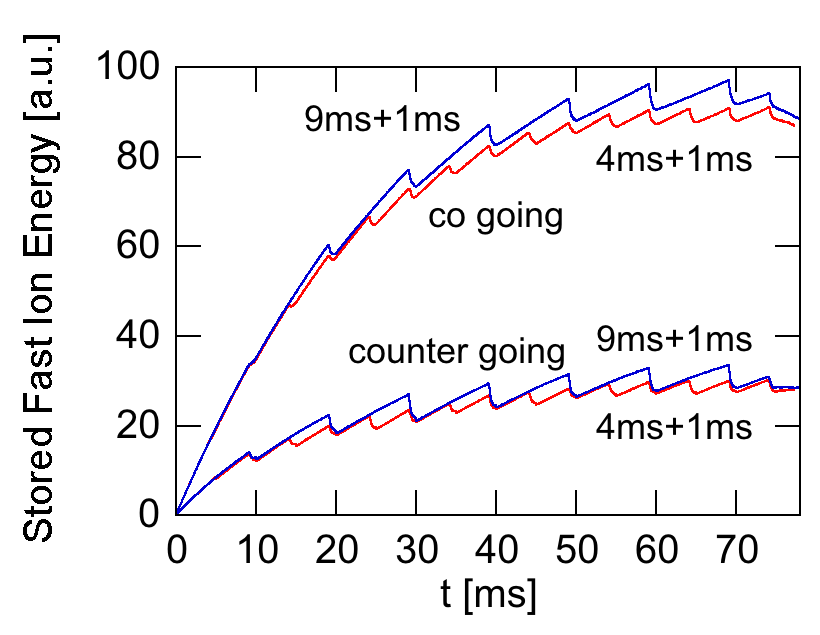 Stored Fast Ion Energy [a.u.]
100
80
60
40
20
0
9ms+1ms
4ms+1ms
co going
counter going
9ms+1ms
4ms+1ms
0 10 20 30 40 50 60 70
t [ms]